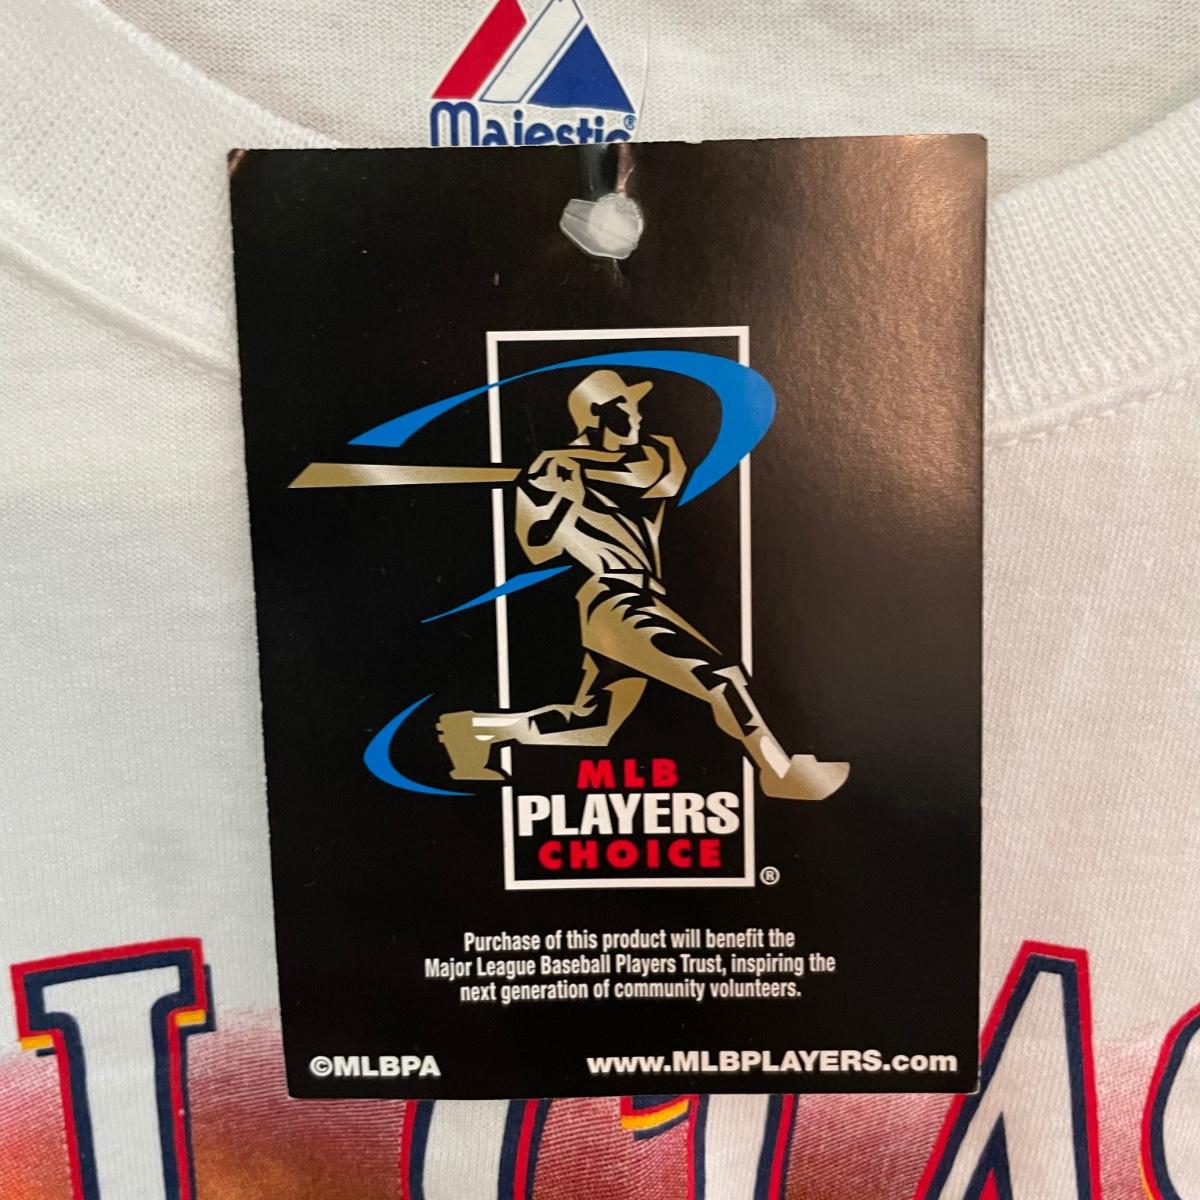 Majestic®
MLB
PLAYERS
CHOICE
®
Purchase of this product will benefit the
Major League Baseball Players Trust, inspiring the
next generation of community volunteers.
©MLBPA
www.MLBPLAYERS.com